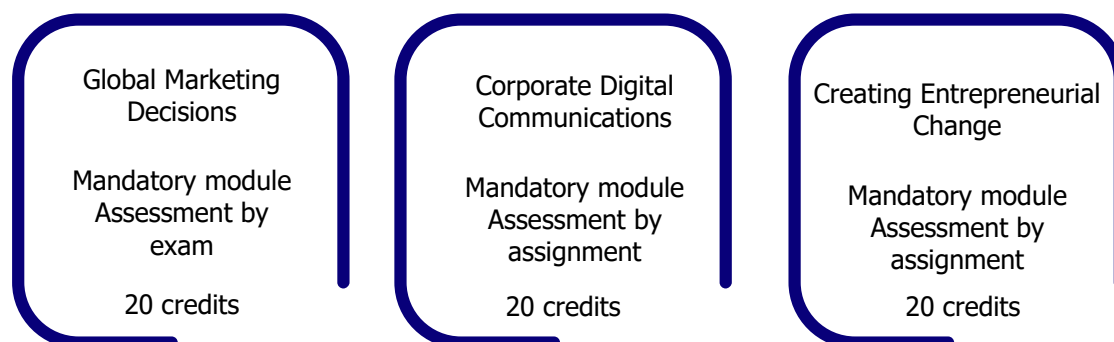 Global Marketing
Decisions
Mandatory module
Assessment by
exam
20 credits
Corporate Digital
Communications
Mandatory module
Assessment by
assignment
20 credits
Creating Entrepreneurial
Change
Mandatory module
Assessment by
assignment
20 credits